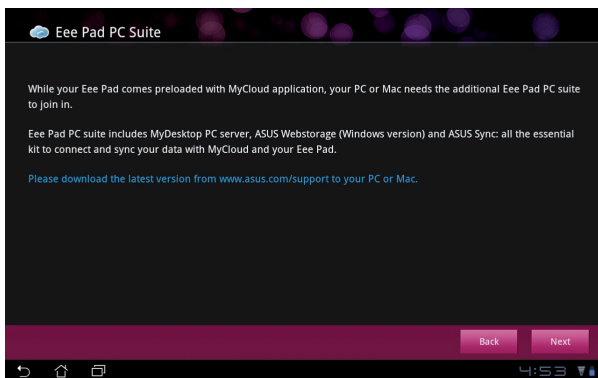 Eee Pad PC Suite
While your Eee Pad comes preloaded with MyCloud application, your PC or Mac needs the additional Eee Pad PC suite
to join in.
Eee Pad PC suite includes MyDesktop PC server, ASUS Webstorage (Windows version) and ASUS Sync: all the essential
kit to connect and sync your data with MyCloud and your Eee Pad.
Please download the latest version from www.asus.com/support to your PC or Mac.
Back Next
4:53